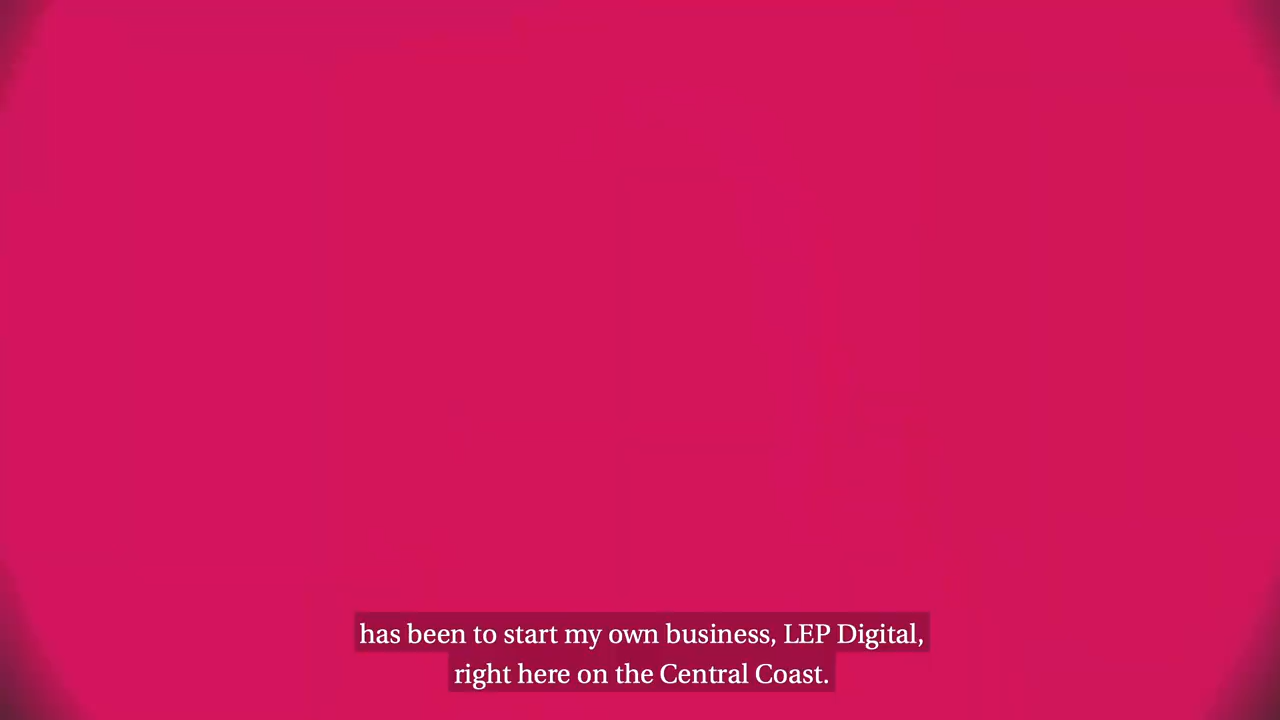 has been to start my own business, LEP Digital,
right here on the Central Coast.